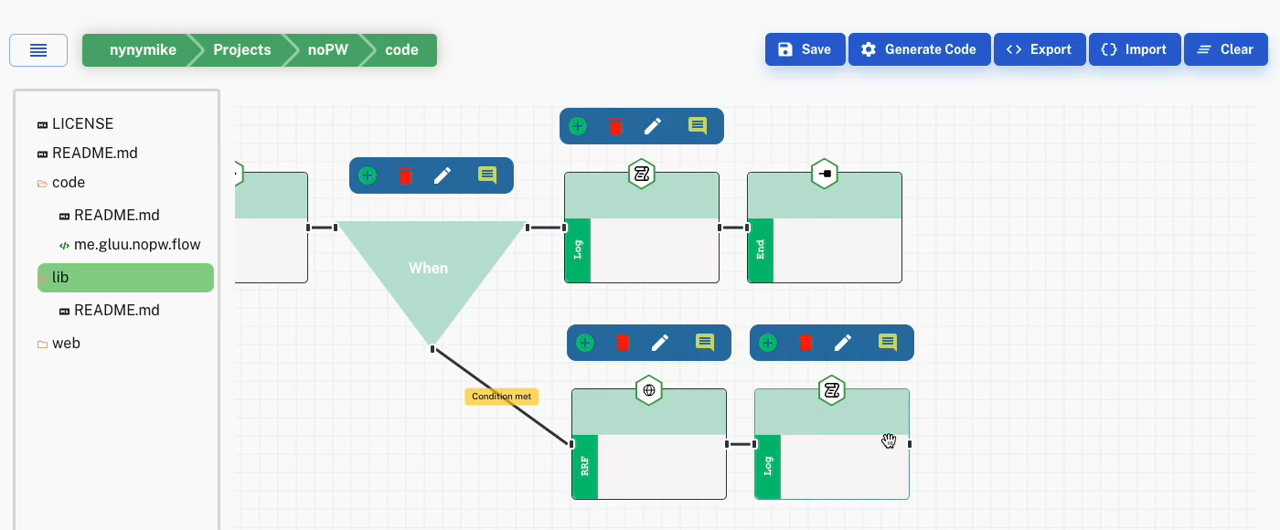 nynymike Projects noPW code
Save Generate Code Export Import Clear
LICENSE
README.md
code
README.md
me.gluu.nopw.flow
lib
README.md
web
When
Log
End
Condition met
RRF
Log